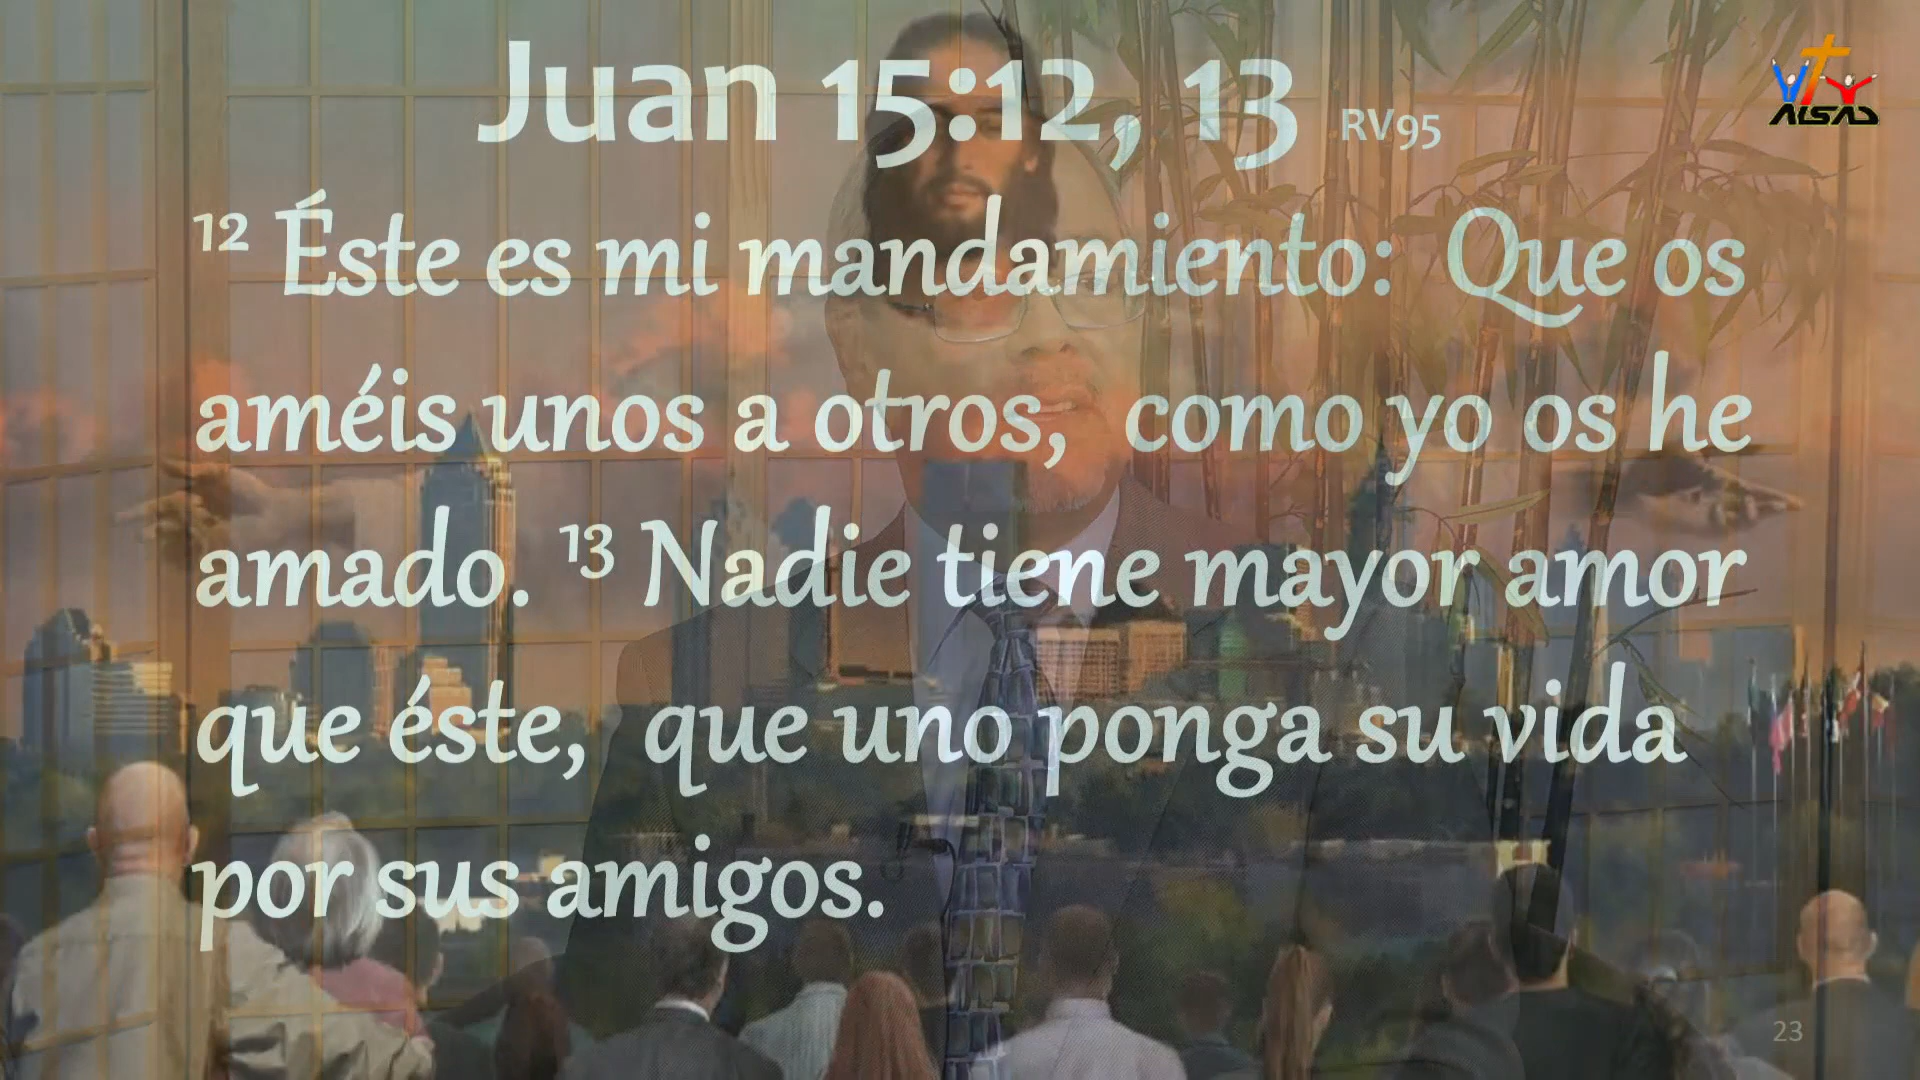 Juan 15:12, 13 RV95
ALSAD
12 Éste es mi mandamiento: Que os
améis unos a otros, como yo os he
amado. 13 Nadie tiene mayor amor
que éste, que uno ponga su vida
por sus amigos.
23